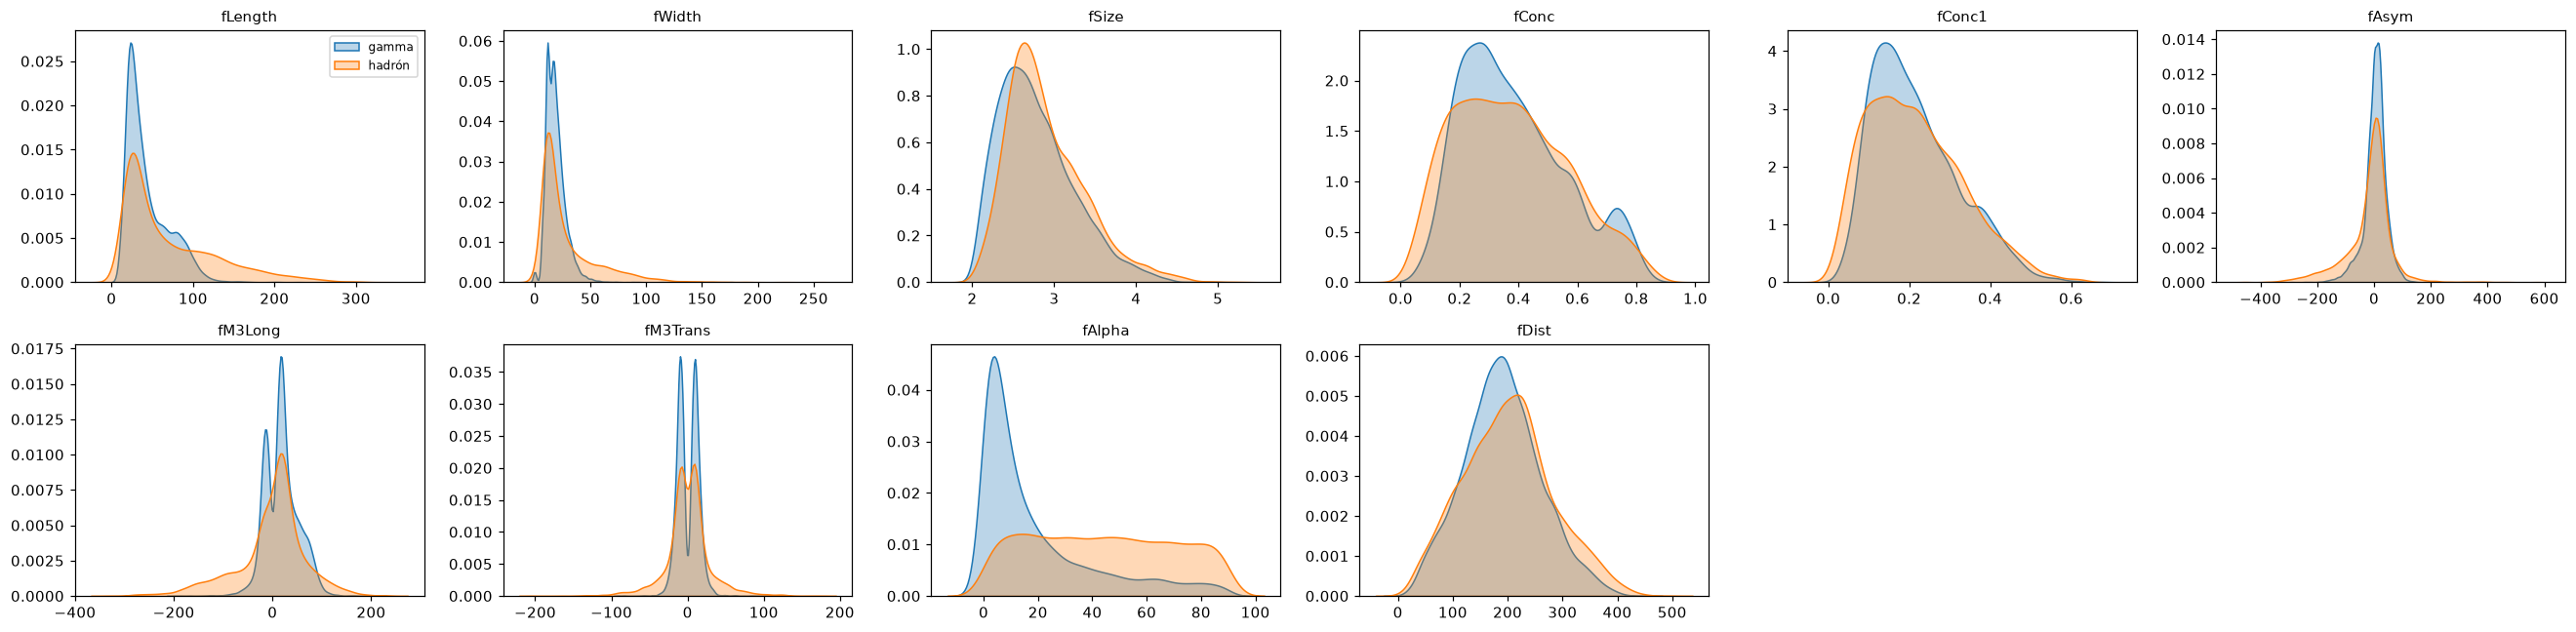 fLength
fWidth
fSize
fConc
fConc1
fAsym
gamma
hadrón
0.025
0.020
0.015
0.010
0.005
0.000
0 100 200 300
0.06
0.05
0.04
0.03
0.02
0.01
0.00
0 50 100 150 200 250
1.0
0.8
0.6
0.4
0.2
0.0
2 3 4 5
2.0
1.5
1.0
0.5
0.0
0.0 0.2 0.4 0.6 0.8 1.0
4
3
2
1
0
0.0 0.2 0.4 0.6
0.014
0.012
0.010
0.008
0.006
0.004
0.002
0.000
−400 −200 0 200 400 600
fM3Long
fM3Trans
fAlpha
fDist
0.0175
0.0150
0.0125
0.0100
0.0075
0.0050
0.0025
0.0000
−400 −200 0 200
0.035
0.030
0.025
0.020
0.015
0.010
0.005
0.000
−200 −100 0 100 200
0.04
0.03
0.02
0.01
0.00
0 20 40 60 80 100
0.006
0.005
0.004
0.003
0.002
0.001
0.000
0 100 200 300 400 500